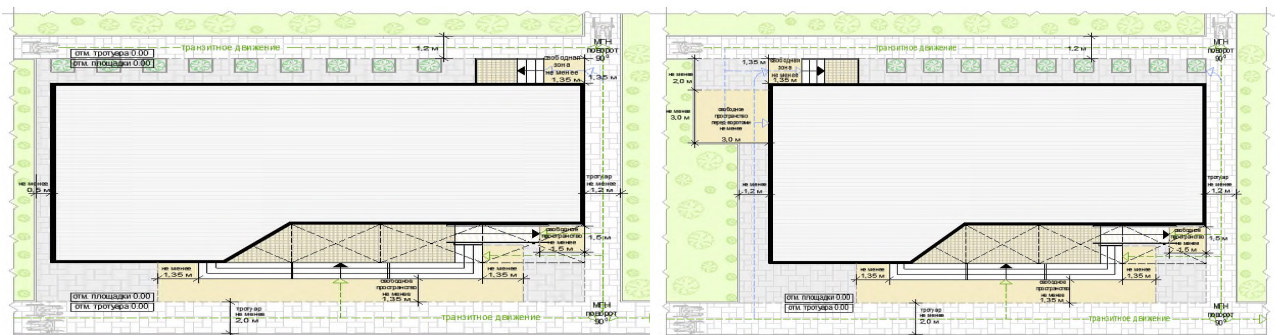 отм. тротуара 0.00
отм. площадки 0.00
транзитное движение
1,2 м
МГН
поворот
90°
свободная
зона
не менее
1,35 м
1,35 м
не менее
0,5 м
тротуар
не менее
1,2 м
свободное
пространство
не менее
1,5 м
1,5 м
не менее
1,35 м
не менее
1,35 м
свободное
пространство
не менее
1,35 м
отм. площадки 0.00
отм. тротуара 0.00
тротуар
не менее
2,0 м
транзитное движение
МГН
поворот
90°
транзитное движение
1,2 м
МГН
поворот
90°
1,35 м
свободная
зона
не менее
1,35 м
не менее
2,0 м
не менее
3,0 м
свободное
пространство
перед воротами
не менее
3,0 м
не менее
1,2 м
тротуар
не менее
1,2 м
свободное
пространство
не менее
1,5 м
1,5 м
не менее
1,35 м
не менее
1,35 м
свободное
пространство
не менее
1,35 м
отм. площадки 0.00
отм. тротуара 0.00
тротуар
не менее
2,0 м
транзитное движение
МГН
поворот
90°